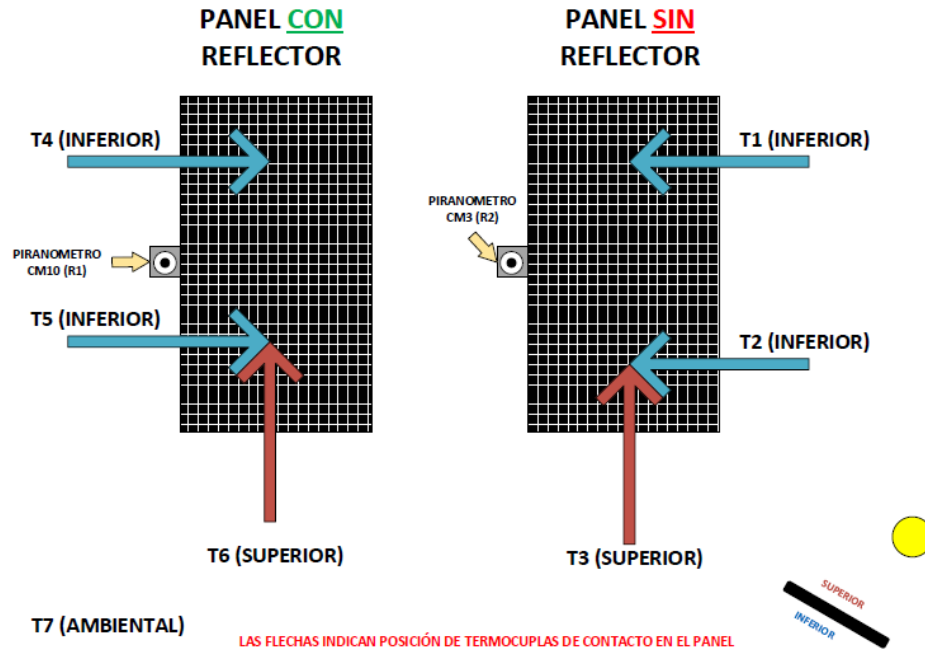 PANEL CON
REFLECTOR
PANEL SIN
REFLECTOR
T4 (INFERIOR)
T1 (INFERIOR)
PIRANOMETRO
CM10 (R1)
PIRANOMETRO
CM3 (R2)
T5 (INFERIOR)
T2 (INFERIOR)
T6 (SUPERIOR)
T3 (SUPERIOR)
SUPERIOR
INFERIOR
T7 (AMBIENTAL)
LAS FLECHAS INDICAN POSICIÓN DE TERMOCUPLAS DE CONTACTO EN EL PANEL